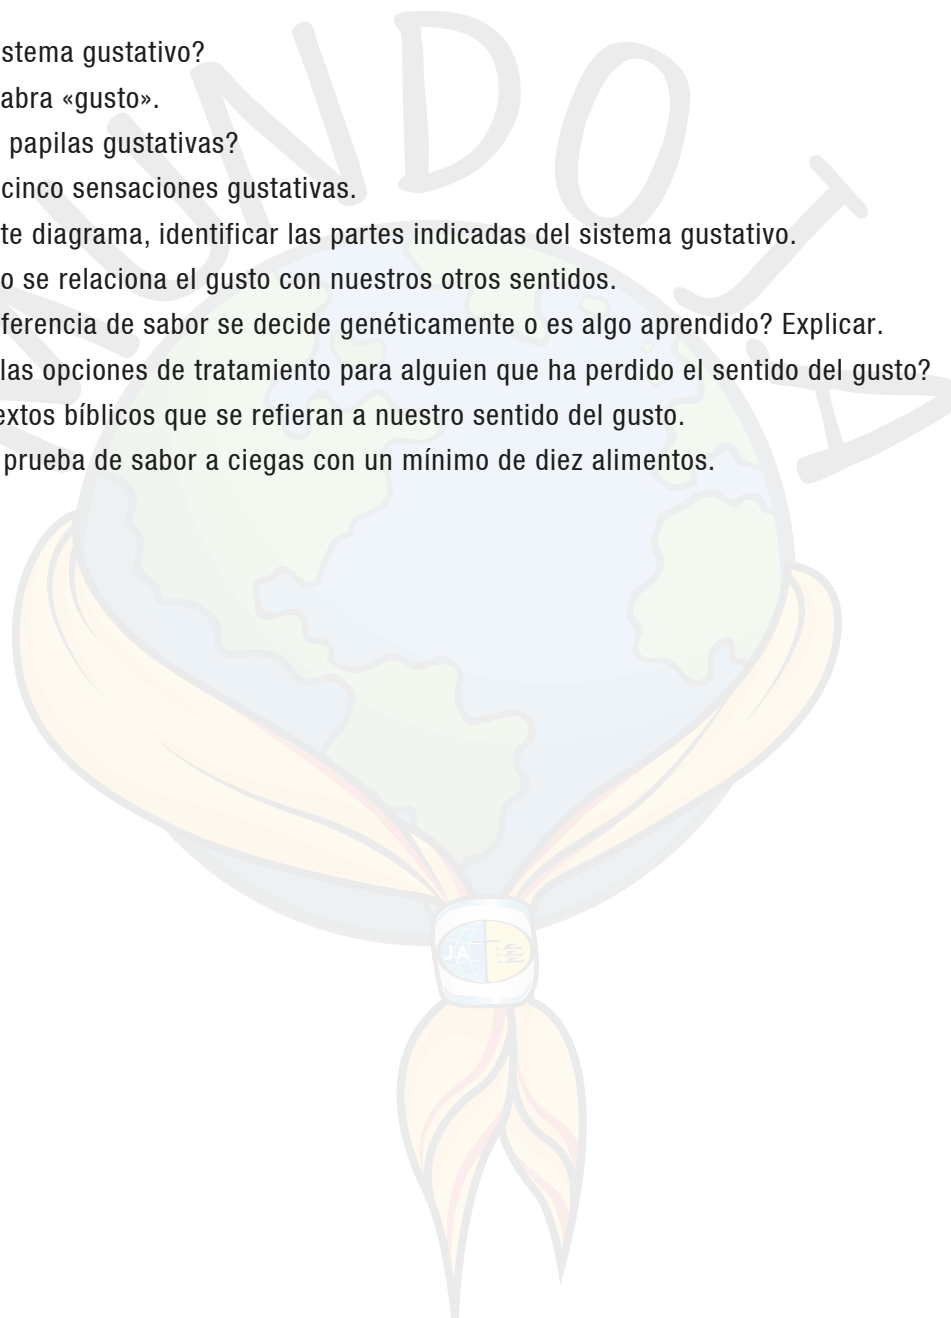 MUNDO JA
stema gustativo?
abra «gusto».
papilas gustativas?
cinco sensaciones gustativas.
te diagrama, identificar las partes indicadas del sistema gustativo.
o se relaciona el gusto con nuestros otros sentidos.
ferencia de sabor se decide genéticamente o es algo aprendido? Explicar.
las opciones de tratamiento para alguien que ha perdido el sentido del gusto?
extos bíblicos que se refieran a nuestro sentido del gusto.
prueba de sabor a ciegas con un mínimo de diez alimentos.
JA